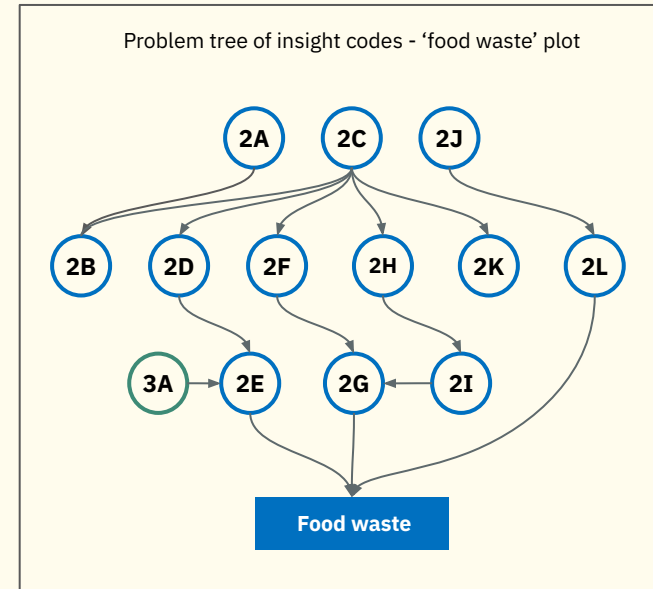 Problem tree of insight codes - ‘food waste’ plot
2A 2C 2J
2B 2D 2F 2H 2K 2L
3A 2E 2G 2I
Food waste